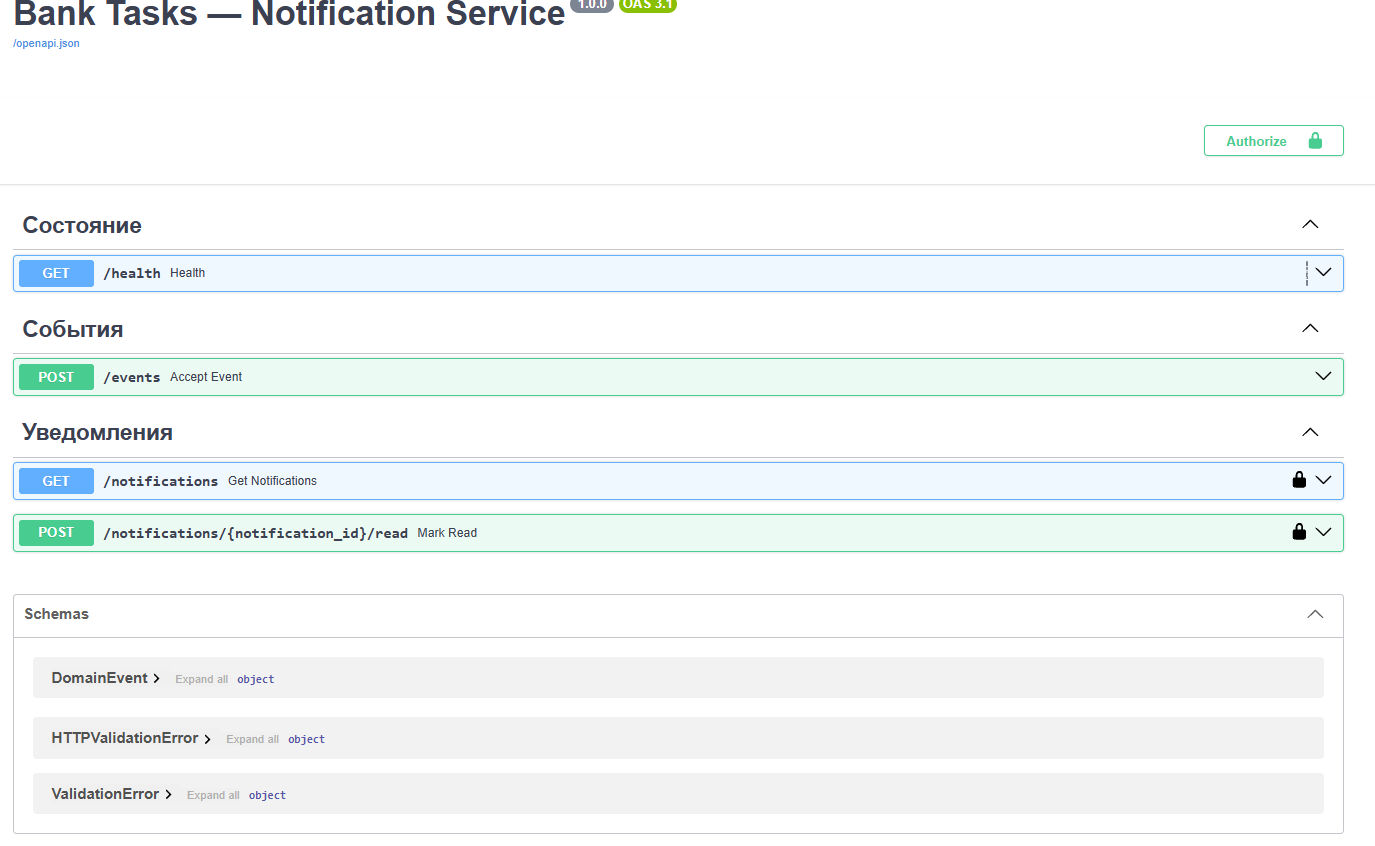 Bank Tasks — Notification Service 1.0.0 OAS 3.1
/openapi.json
Authorize
Состояние
GET /health Health
События
POST /events Accept Event
Уведомления
GET /notifications Get Notifications
POST /notifications/{notification_id}/read Mark Read
Schemas
DomainEvent Expand all object
HTTPValidationError Expand all object
ValidationError Expand all object